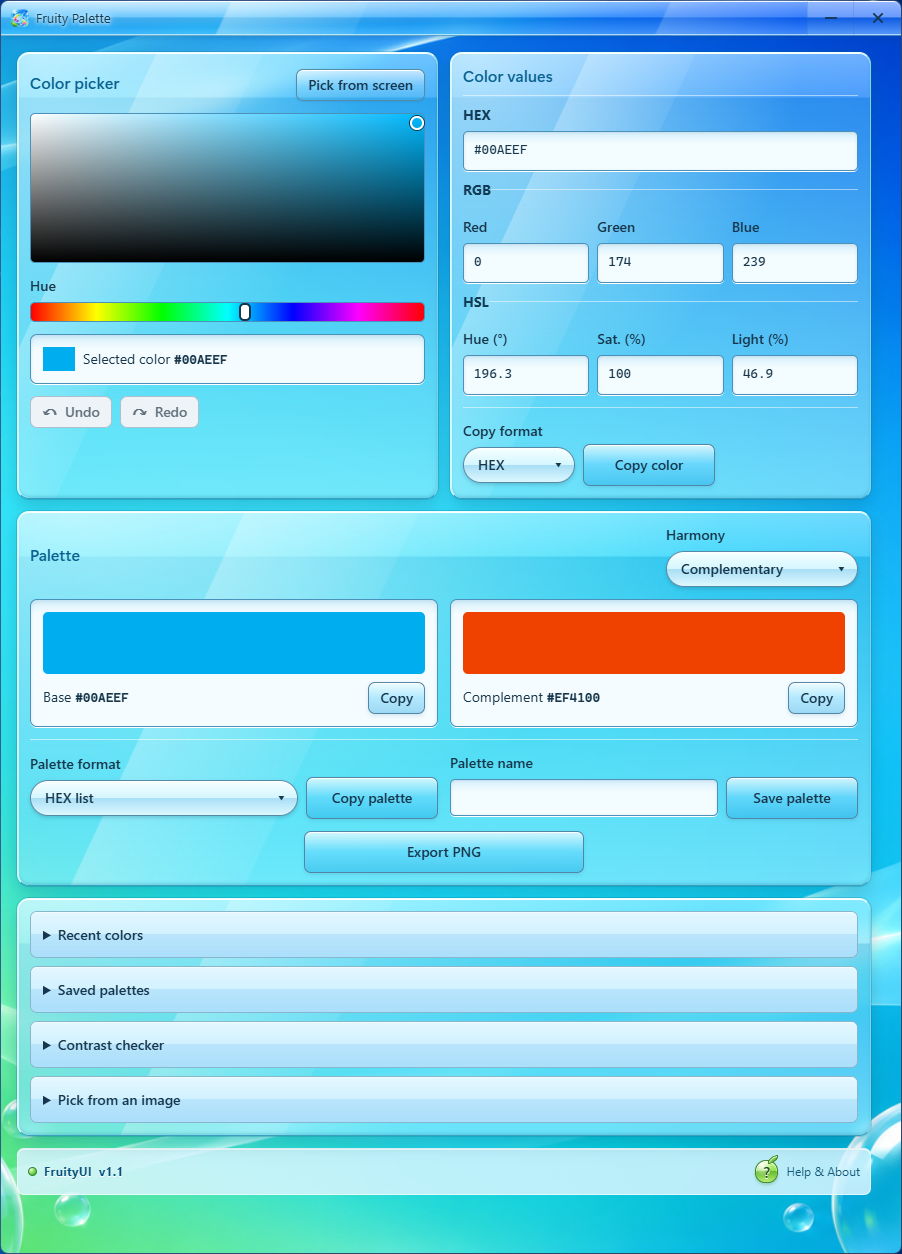 Fruity Palette
Color picker
Pick from screen
Hue
Selected color #00AEEF
Undo
Redo
Color values
HEX
#00AEEF
RGB
Red Green Blue
0 174 239
HSL
Hue (°) Sat. (%) Light (%)
196.3 100 46.9
Copy format
HEX
Copy color
Palette
Harmony
Complementary
Base #00AEEF
Copy
Complement #EF4100
Copy
Palette format
HEX list
Copy palette
Palette name
Save palette
Export PNG
Recent colors
Saved palettes
Contrast checker
Pick from an image
FruityUI v1.1
?
Help & About